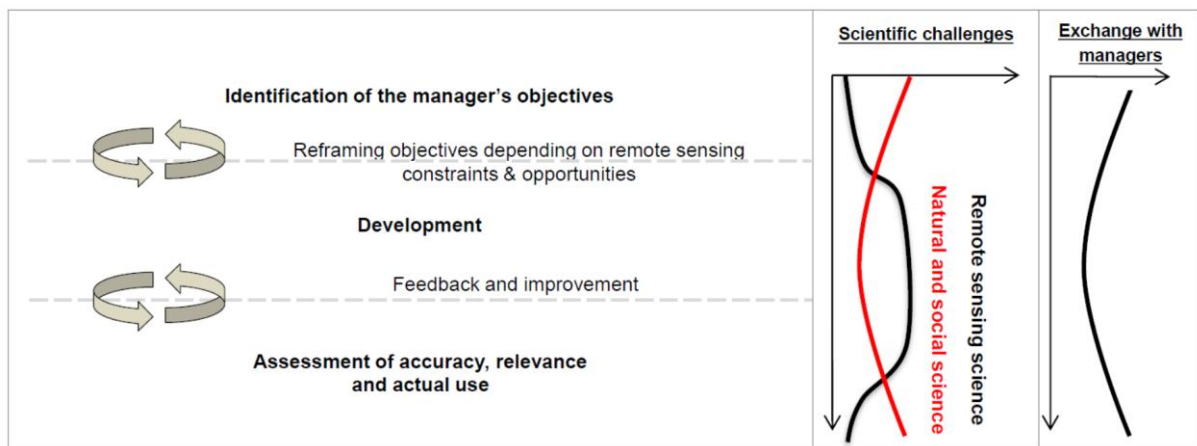 Scientific challenges
Exchange with
managers
Identification of the manager's objectives
Reframing objectives depending on remote sensing
constraints & opportunities
Development
Feedback and improvement
Assessment of accuracy, relevance
and actual use
Remote sensing science
Natural and social science